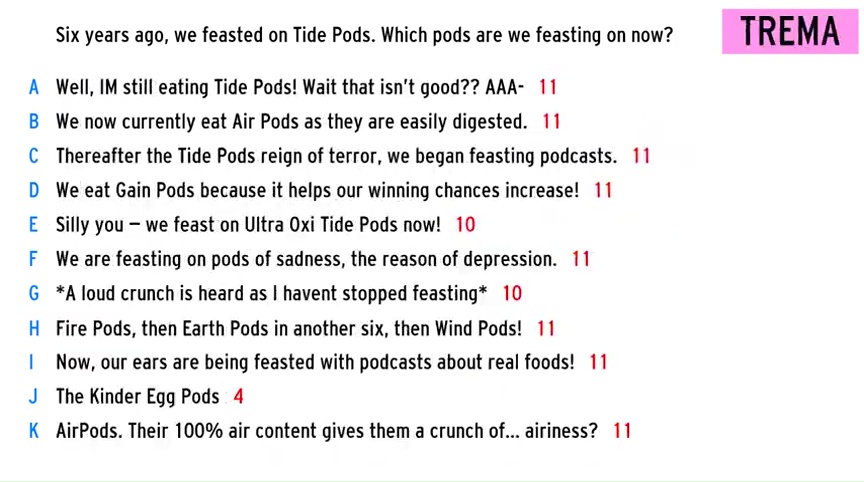 Six years ago, we feasted on Tide Pods. Which pods are we feasting on now?
TREMA
A Well, IM still eating Tide Pods! Wait that isn't good?? AAA- 11
B We now currently eat Air Pods as they are easily digested. 11
C Thereafter the Tide Pods reign of terror, we began feasting podcasts. 11
D We eat Gain Pods because it helps our winning chances increase! 11
E Silly you – we feast on Ultra Oxi Tide Pods now! 10
F We are feasting on pods of sadness, the reason of depression. 11
G *A loud crunch is heard as I havent stopped feasting* 10
H Fire Pods, then Earth Pods in another six, then Wind Pods! 11
I Now, our ears are being feasted with podcasts about real foods! 11
J The Kinder Egg Pods 4
K AirPods. Their 100% air content gives them a crunch of... airiness? 11